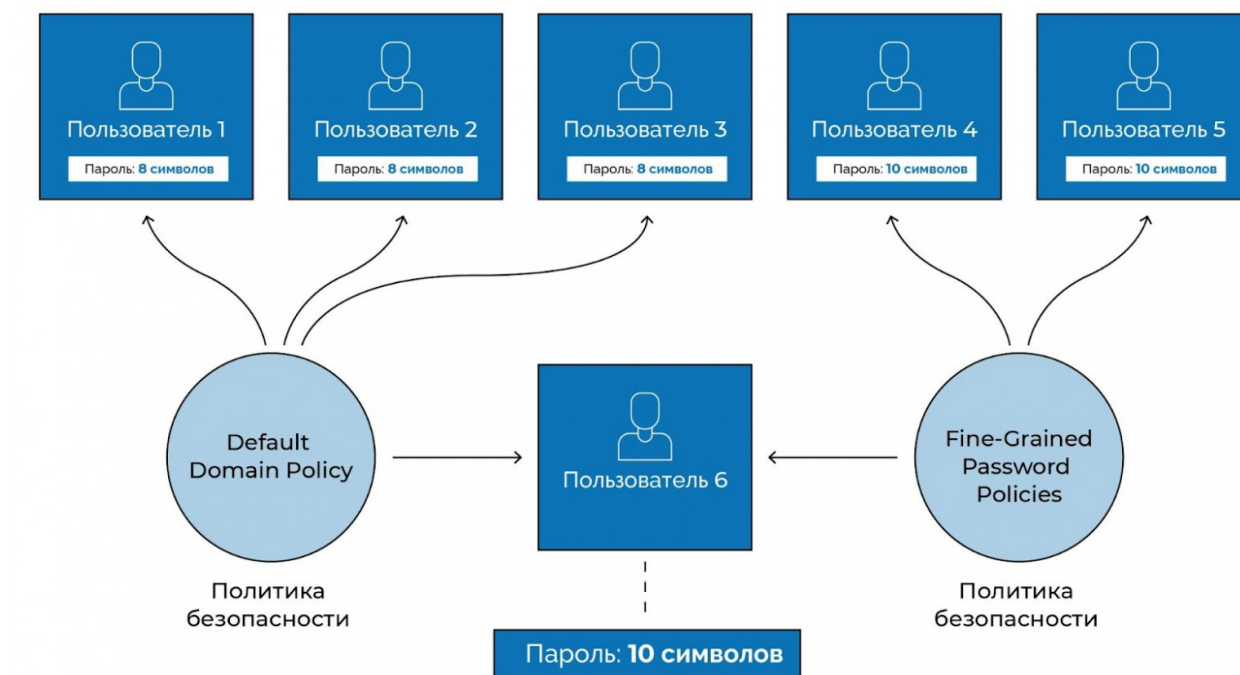 Пользователь 1
Пароль: 8 символов
Пользователь 2
Пароль: 8 символов
Пользователь 3
Пароль: 8 символов
Пользователь 4
Пароль: 10 символов
Пользователь 5
Пароль: 10 символов
Default
Domain Policy
Политика
безопасности
Пользователь 6
Пароль: 10 символов
Fine-Grained
Password
Policies
Политика
безопасности